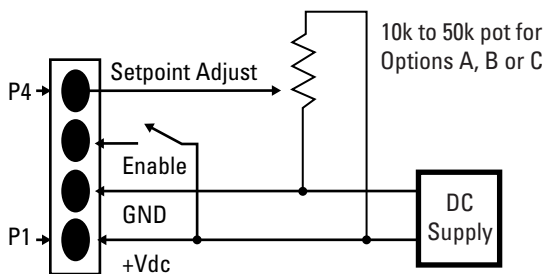 10k to 50k pot for
Options A, B or C
Setpoint Adjust
P4
Enable
GND
DC
Supply
P1
+Vdc